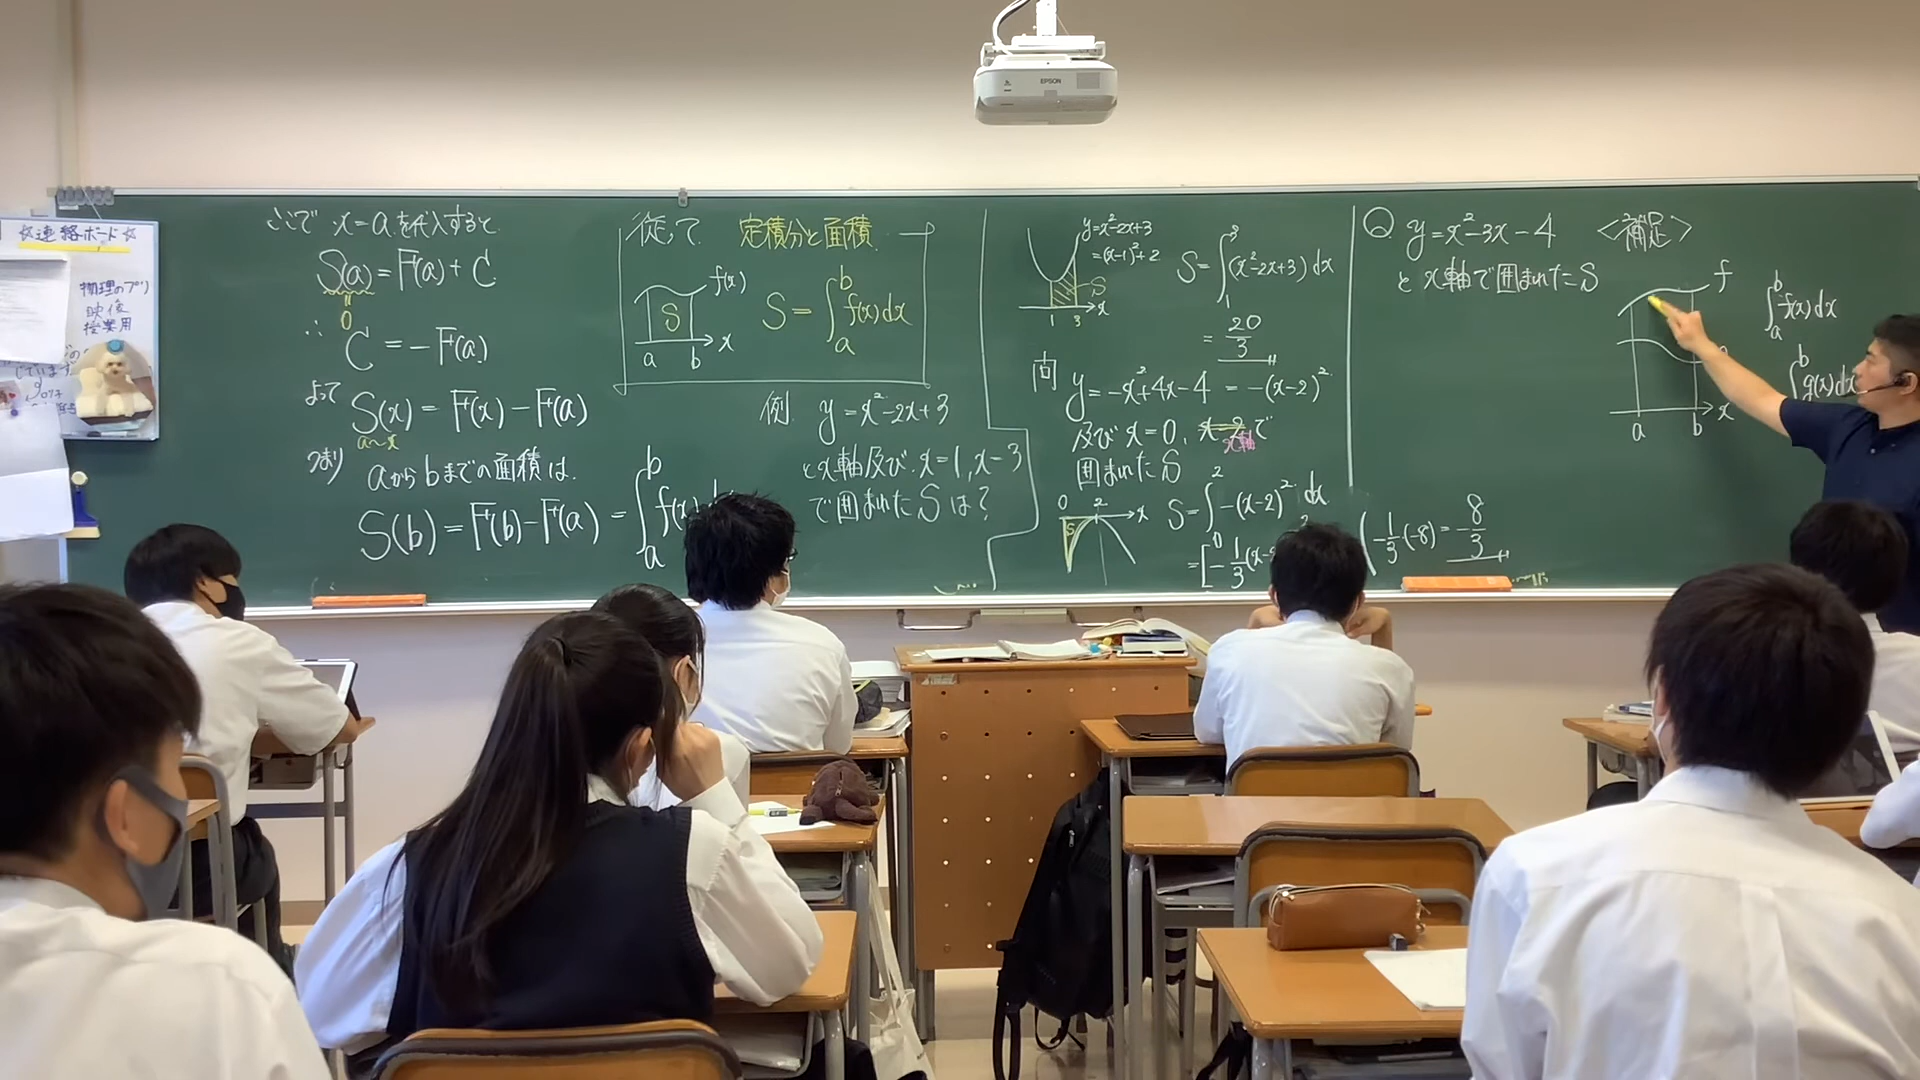 EPSON
☆連絡ボード☆
物理のプリ
映像
授業用
ここで x=aを代入すると
S(a)=F(a)+C
0
∴ C=-F(a)
よって S(x)=F(x)-F(a)
a~x
つまり aからbまでの面積は
S(b)=F(b)-F(a)=∫
b
a
f(x)
従って 定積分と面積
f(x)
S
a b x
S=∫
b
a
f(x)dx
例. y=x²-2x+3
とx軸及び x=1, x=3
で囲まれたSは?
y=x²-2x+3
=(x-1)²+2
S
1 3 x
S=∫
3
1
(x²-2x+3)dx
=20/3
問 y=-x²+4x-4 =-(x-2)²
及び x=0, x=2で
x軸
囲まれたS
0 2 x
S
S=∫
2
0
-(x-2)²dx
=[-1/3(x-
-1/3·(-8)=-8/3
Q y=x²-3x-4
とx軸で囲まれたS
<補足>
f
a b x
∫
b
a
f(x)dx
∫
b
g(x)dx